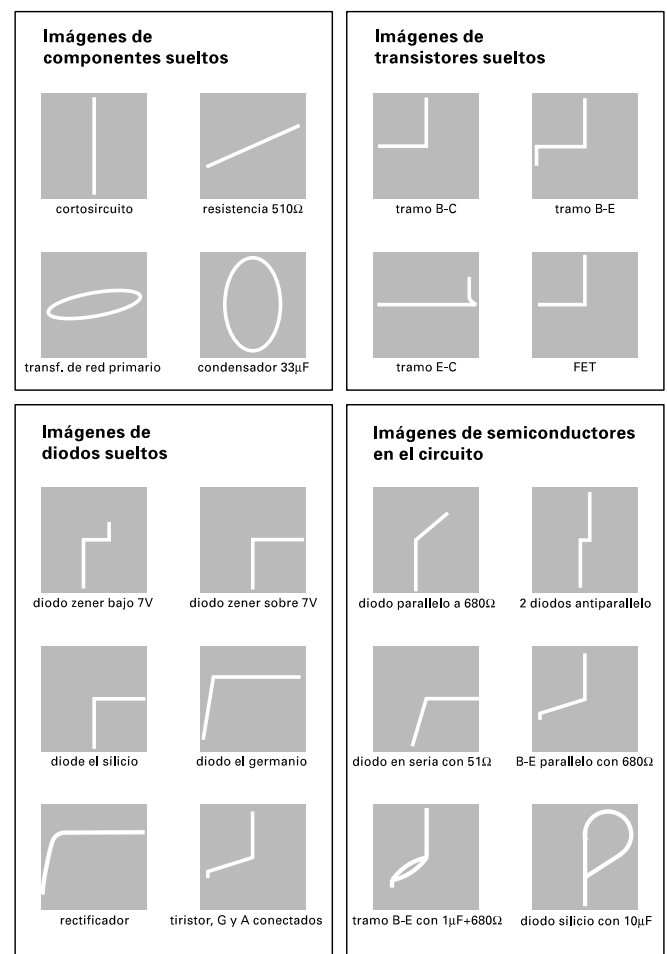 Imágenes de
componentes sueltos
cortosircuito
resistencia 510Ω
transf. de red primario
condensador 33µF
Imágenes de
transistores sueltos
tramo B-C
tramo B-E
tramo E-C
FET
Imágenes de
diodos sueltos
diodo zener bajo 7V
diodo zener sobre 7V
diode el silicio
diodo el germanio
rectificador
tiristor, G y A conectados
Imágenes de semiconductores
en el circuito
diodo parallelo a 680Ω
2 diodos antiparallelo
diodo en seria con 51Ω
B-E parallelo con 680Ω
tramo B-E con 1µF+680Ω
diodo silicio con 10µF